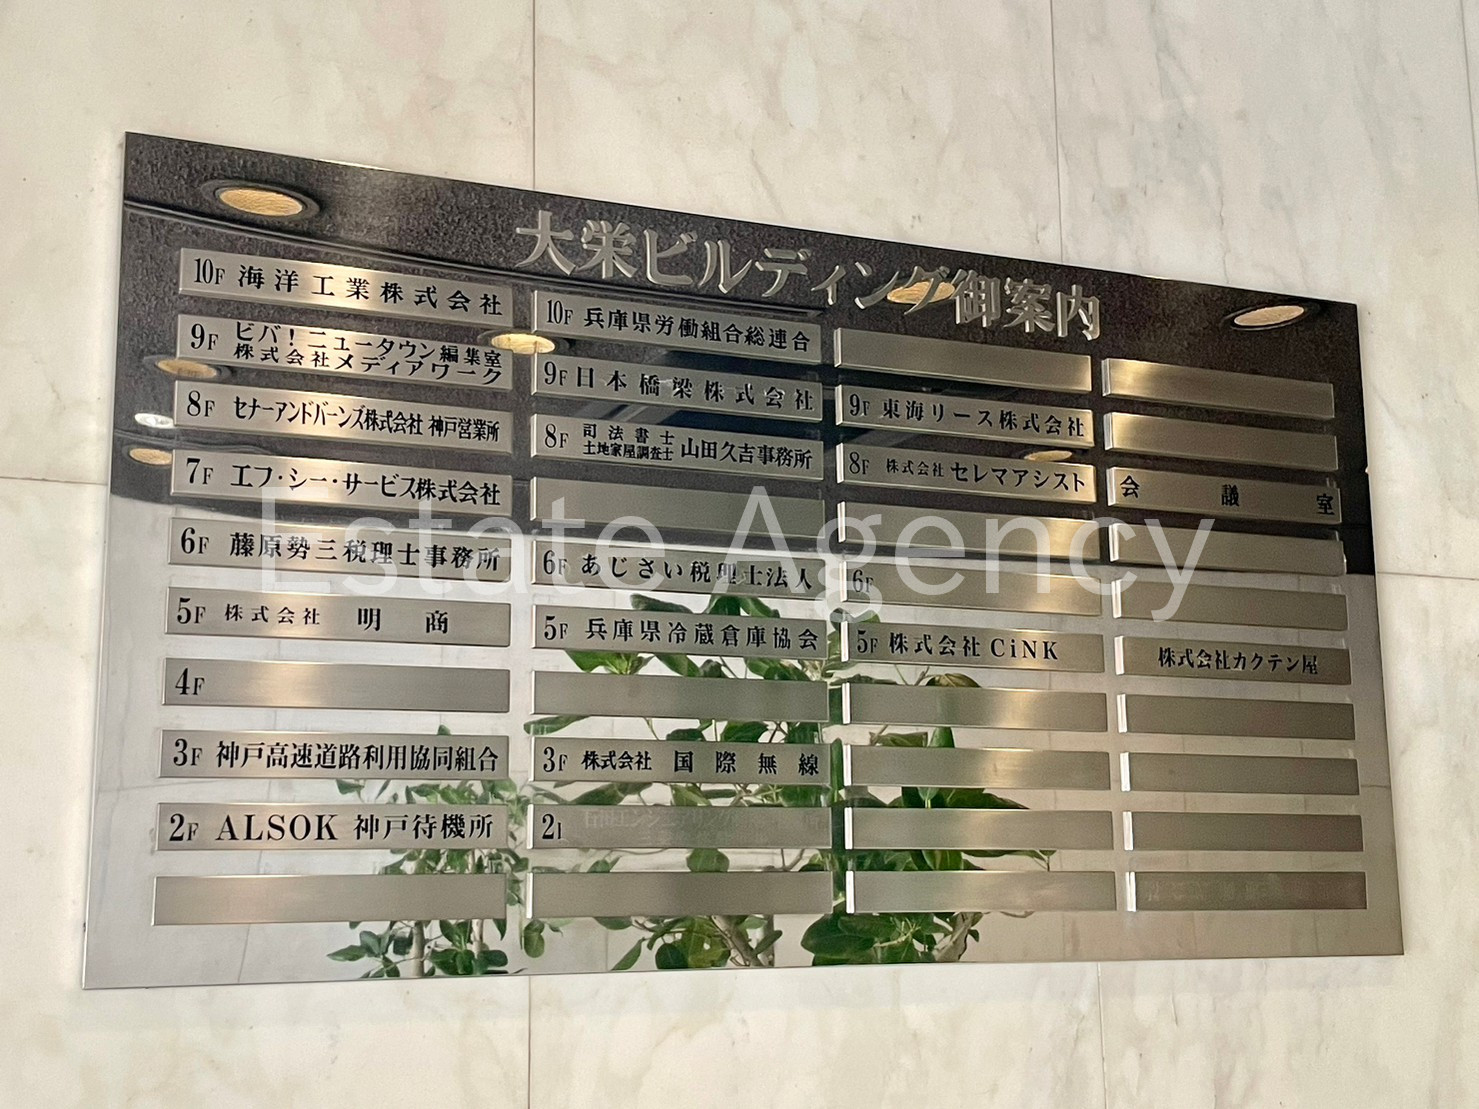 大栄ビルディング御案内
10F 海洋工業株式会社
10F 兵庫県労働組合総連合
9F ビバ！ニュータウン編集室
株式会社メディアワーク
9F 日本橋梁株式会社
9F 東海リース株式会社
8F セナーアンドバーンズ株式会社 神戸営業所
8F 司法書士
土地家屋調査士 山田久吉事務所
8F 株式会社 セレマアシスト
会議室
7F エフ・シー・サービス株式会社
6F 藤原勢三税理士事務所
6F あじさい税理士法人
6F
5F 株式会社 明商
5F 兵庫県冷蔵倉庫協会
5F 株式会社CiNK
株式会社カクテン屋
4F
3F 神戸高速道路利用協同組合
3F 株式会社 国際無線
2F ALSOK 神戸待機所
2F
Estate Agency